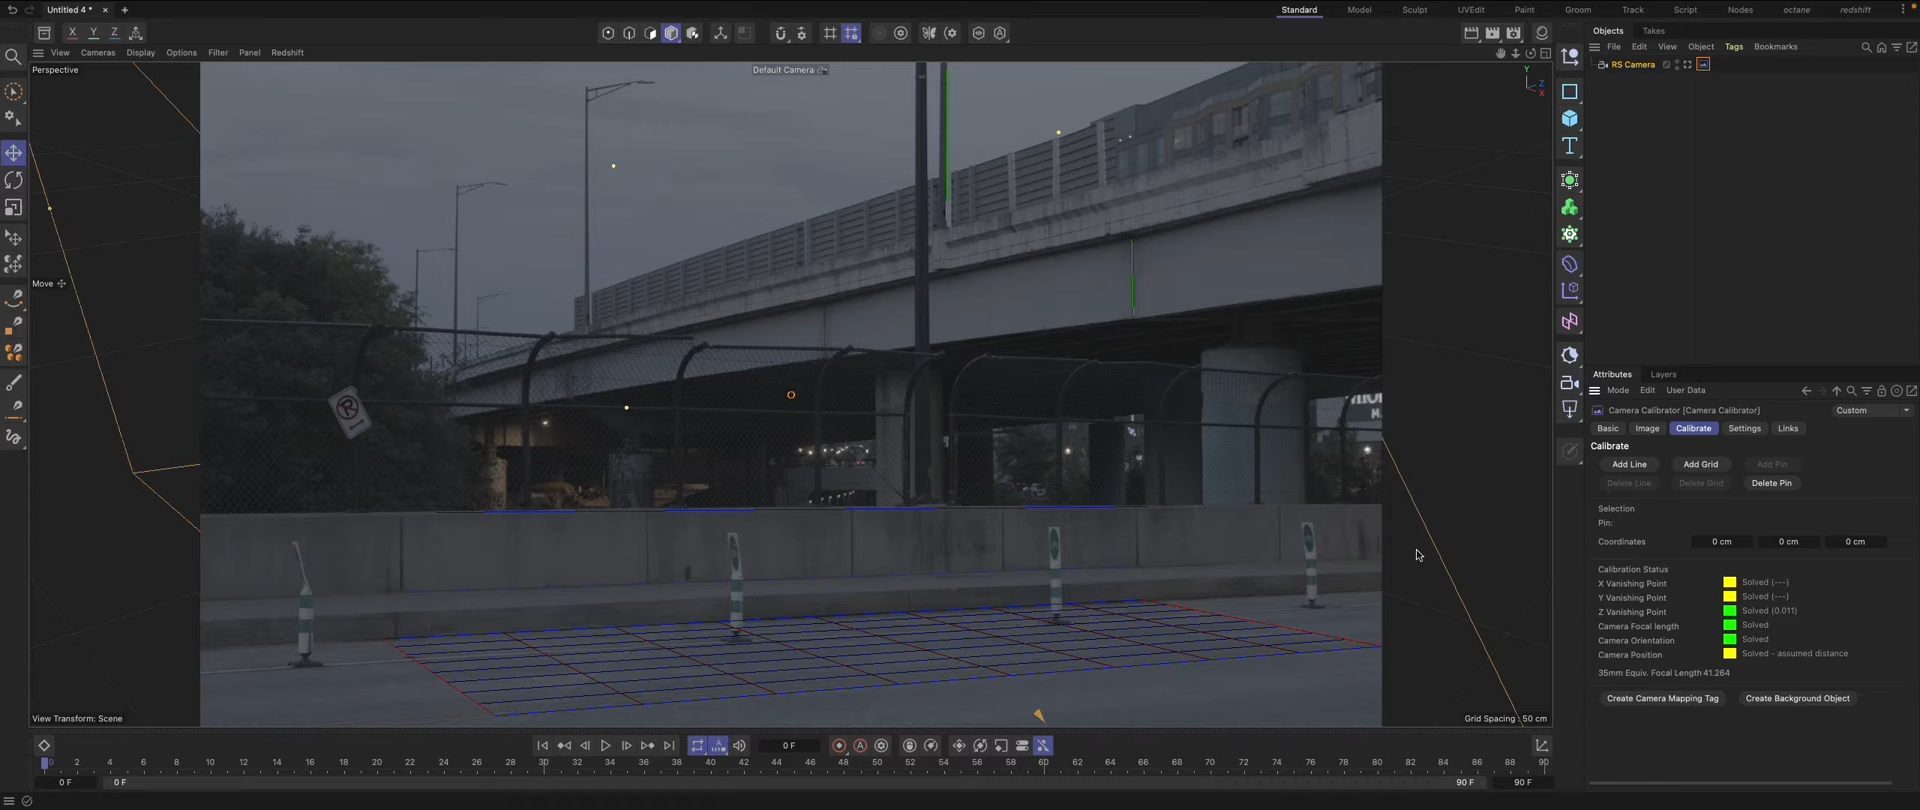 Untitled 4 *
Standard
Model
Sculpt
UVEdit
Paint
Groom
Track
Script
Nodes
octane
redshift
X
Y
Z
Objects
Takes
View
Cameras
Display
Options
Filter
Panel
Redshift
File
Edit
View
Object
Tags
Bookmarks
Perspective
Default Camera
Y
Z
X
RS Camera
Move
View Transform: Scene
Grid Spacing : 50 cm
Attributes
Layers
Mode
Edit
User Data
Camera Calibrator [Camera Calibrator]
Custom
Basic
Image
Calibrate
Settings
Links
Calibrate
Add Line
Add Grid
Add Pin
Delete Line
Delete Grid
Delete Pin
Selection
Pin:
Coordinates
0 cm
0 cm
0 cm
Calibration Status
X Vanishing Point
Solved (---)
Y Vanishing Point
Solved (---)
Z Vanishing Point
Solved (0.011)
Camera Focal length
Solved
Camera Orientation
Solved
Camera Position
Solved - assumed distance
35mm Equiv. Focal Length 41.264
Create Camera Mapping Tag
Create Background Object
0 F
0 2 4 6 8 10 12 14 16 18 20 22 24 26 28 30 32 34 36 38 40 42 44 46 48 50 52 54 56 58 60 62 64 66 68 70 72 74 76 78 80 82 84 86 88 90
0 F
0 F
90 F
90 F